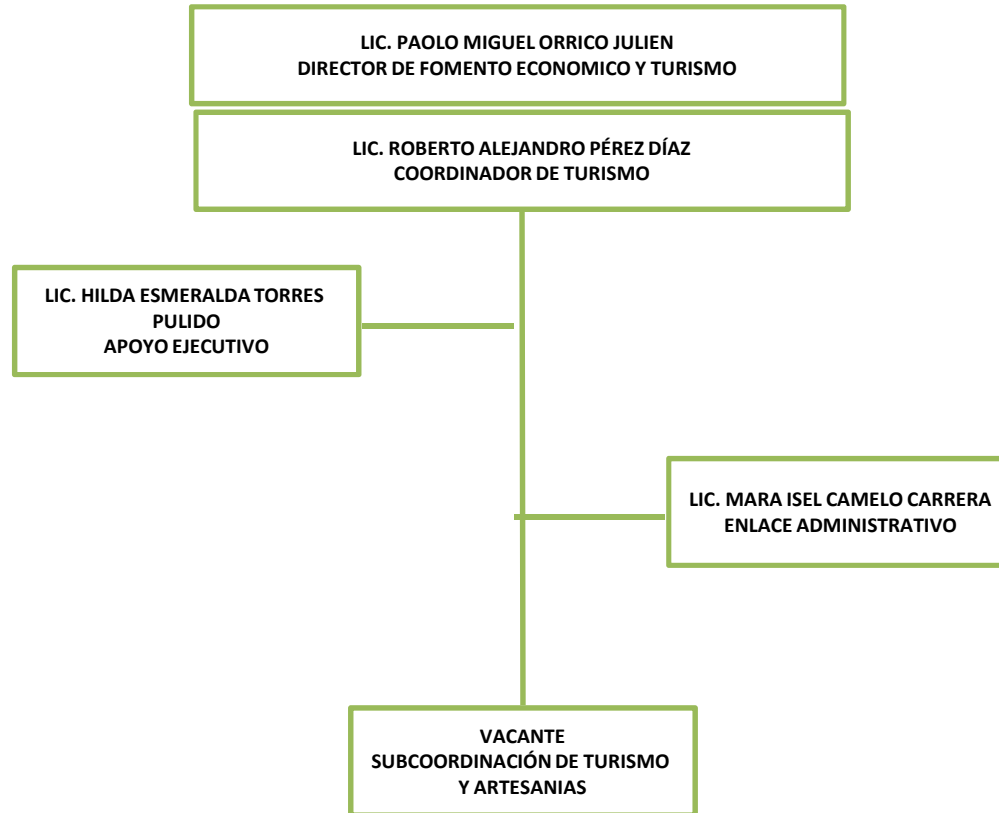 LIC. PAOLO MIGUEL ORRICO JULIEN
DIRECTOR DE FOMENTO ECONOMICO Y TURISMO
LIC. ROBERTO ALEJANDRO PÉREZ DÍAZ
COORDINADOR DE TURISMO
LIC. HILDA ESMERALDA TORRES
PULIDO
APOYO EJECUTIVO
LIC. MARA ISEL CAMELO CARRERA
ENLACE ADMINISTRATIVO
VACANTE
SUBCOORDINACIÓN DE TURISMO
Y ARTESANIAS